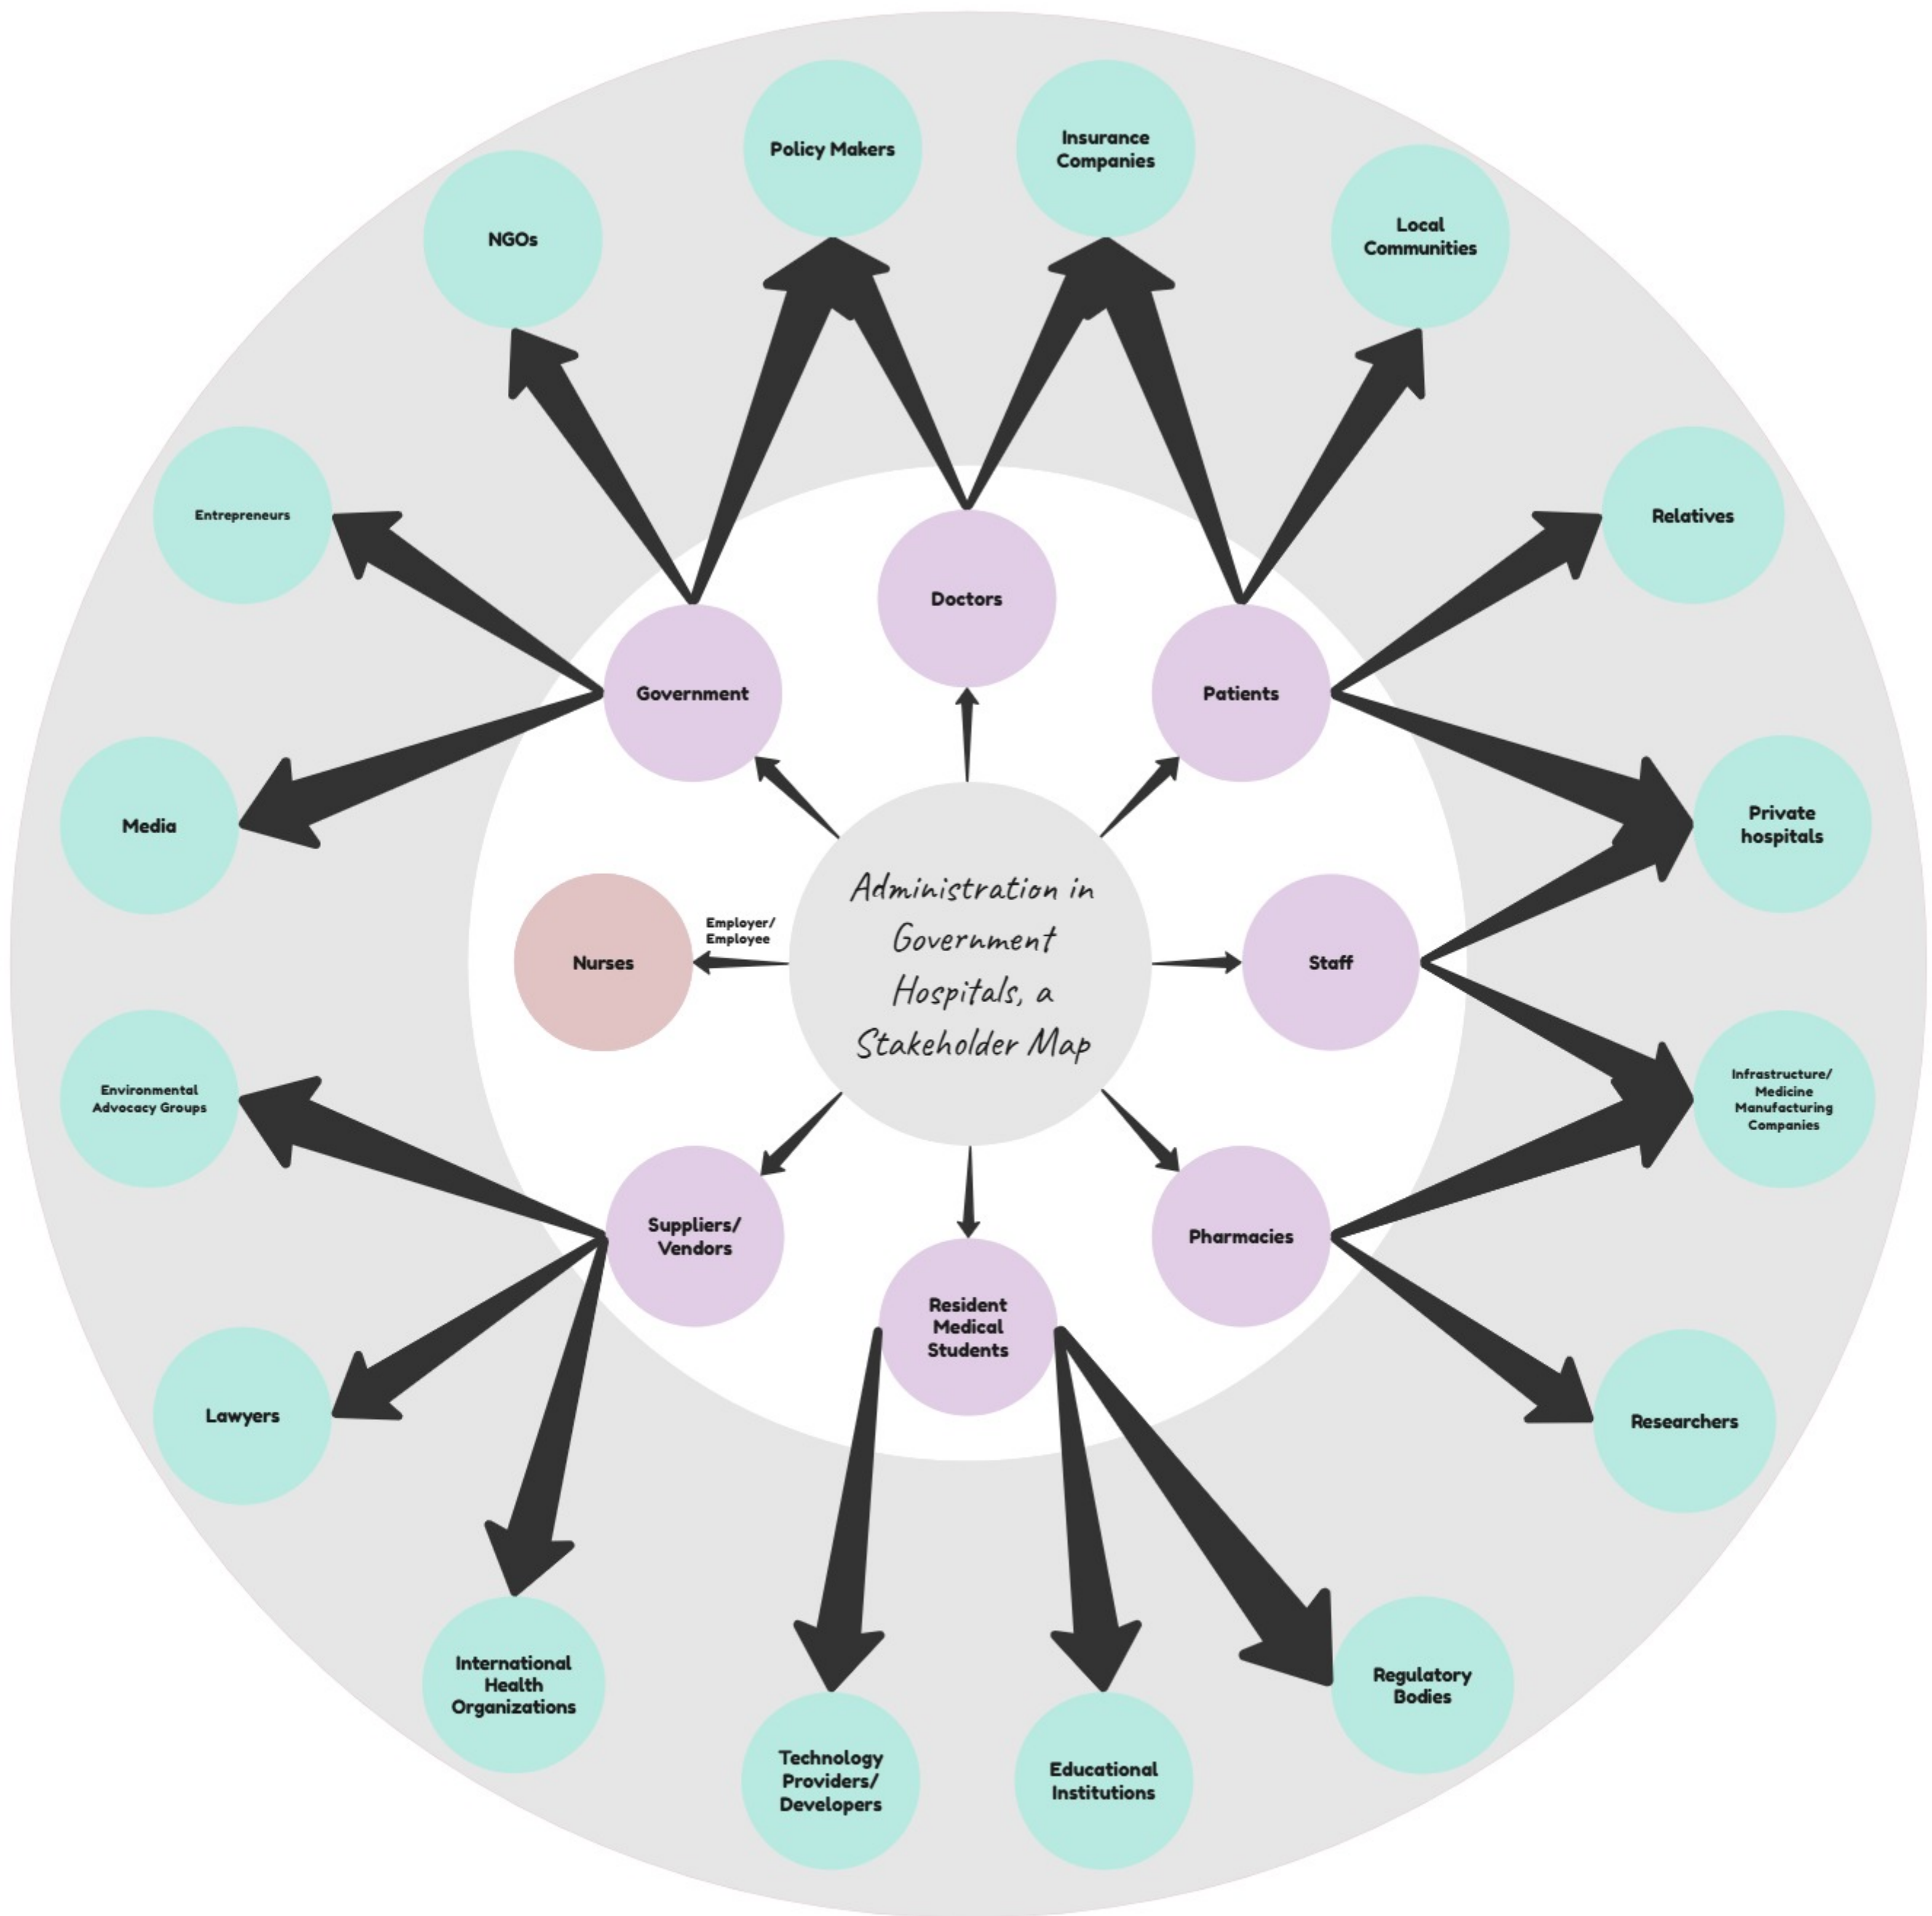 Policy Makers
Insurance
Companies
Local
Communities
NGOs
Entrepreneurs
Relatives
Doctors
Government
Patients
Media
Private
hospitals
Administration in
Government
Hospitals, a
Stakeholder Map
Employer/
Employee
Nurses
Staff
Environmental
Advocacy Groups
Infrastructure/
Medicine
Manufacturing
Companies
Suppliers/
Vendors
Pharmacies
Resident
Medical
Students
Lawyers
Researchers
International
Health
Organizations
Regulatory
Bodies
Technology
Providers/
Developers
Educational
Institutions